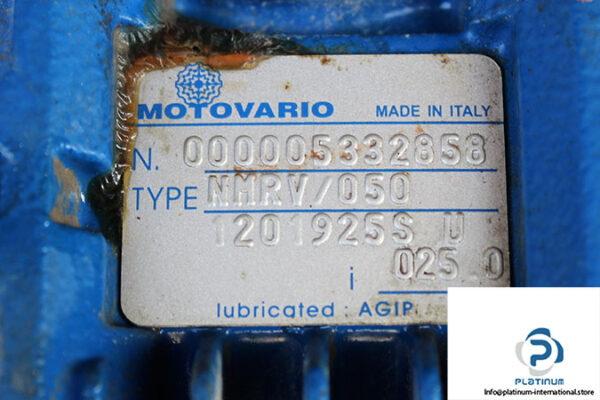 MOTOVARIO MADE IN ITALY
N. 000005332858
TYPE NMRV/050
1201925S U
i 025.0
lubricated : AGIP
PLATINUM
Info@platinum-international.store